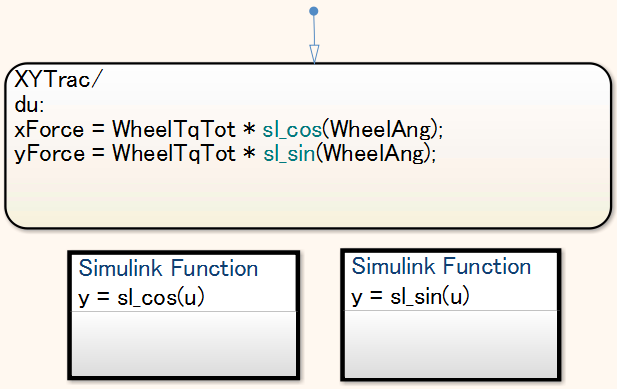 XYTrac/
du:
xForce = WheelTqTot * sl_cos(WheelAng);
yForce = WheelTqTot * sl_sin(WheelAng);
Simulink Function
y = sl_cos(u)
Simulink Function
y = sl_sin(u)